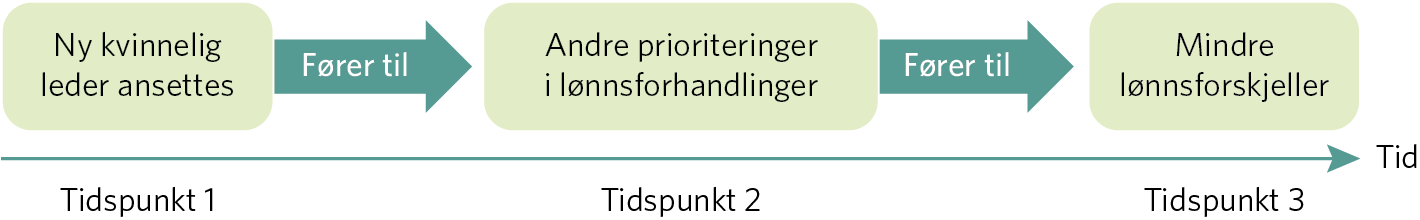 Ny kvinnelig
leder ansettes
Fører til
Andre prioriteringer
i lønnsforhandlinger
Fører til
Mindre
lønnsforskjeller
Tid
Tidspunkt 1
Tidspunkt 2
Tidspunkt 3